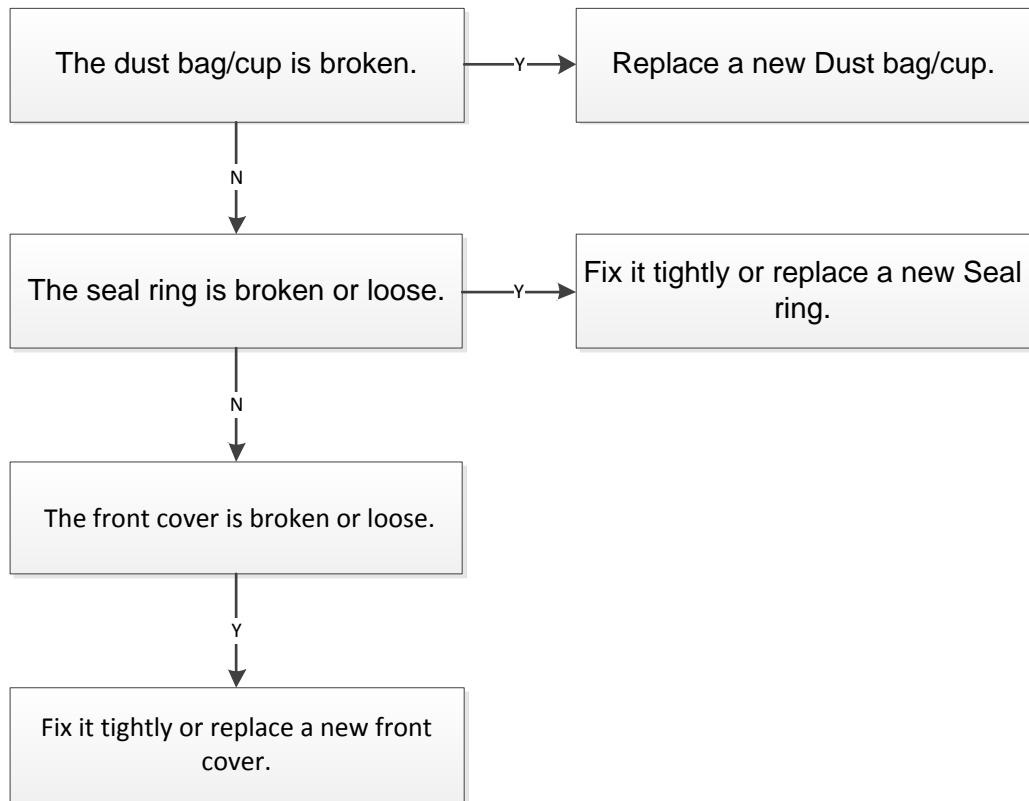 The dust bag/cup is broken.
Y
Replace a new Dust bag/cup.
N
The seal ring is broken or loose.
Y
Fix it tightly or replace a new Seal
ring.
N
The front cover is broken or loose.
Y
Fix it tightly or replace a new front
cover.